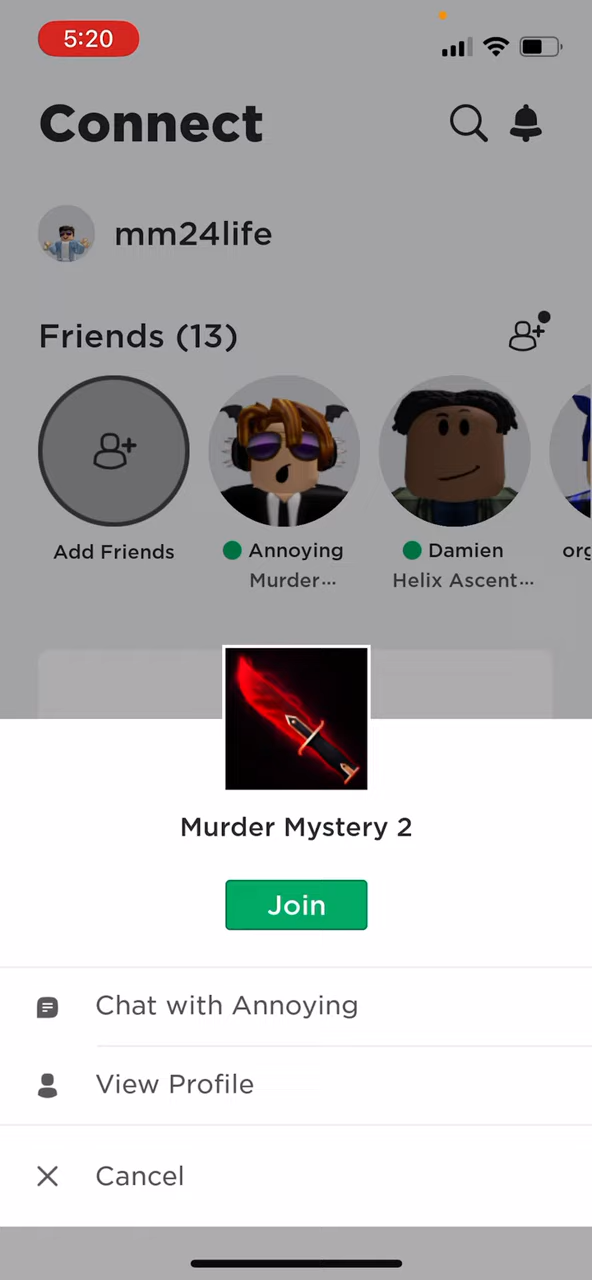 5:20
Connect
mm24life
Friends (13)
Add Friends
Annoying
Murder...
Damien
Helix Ascent...
org
Murder Mystery 2
Join
Chat with Annoying
View Profile
Cancel